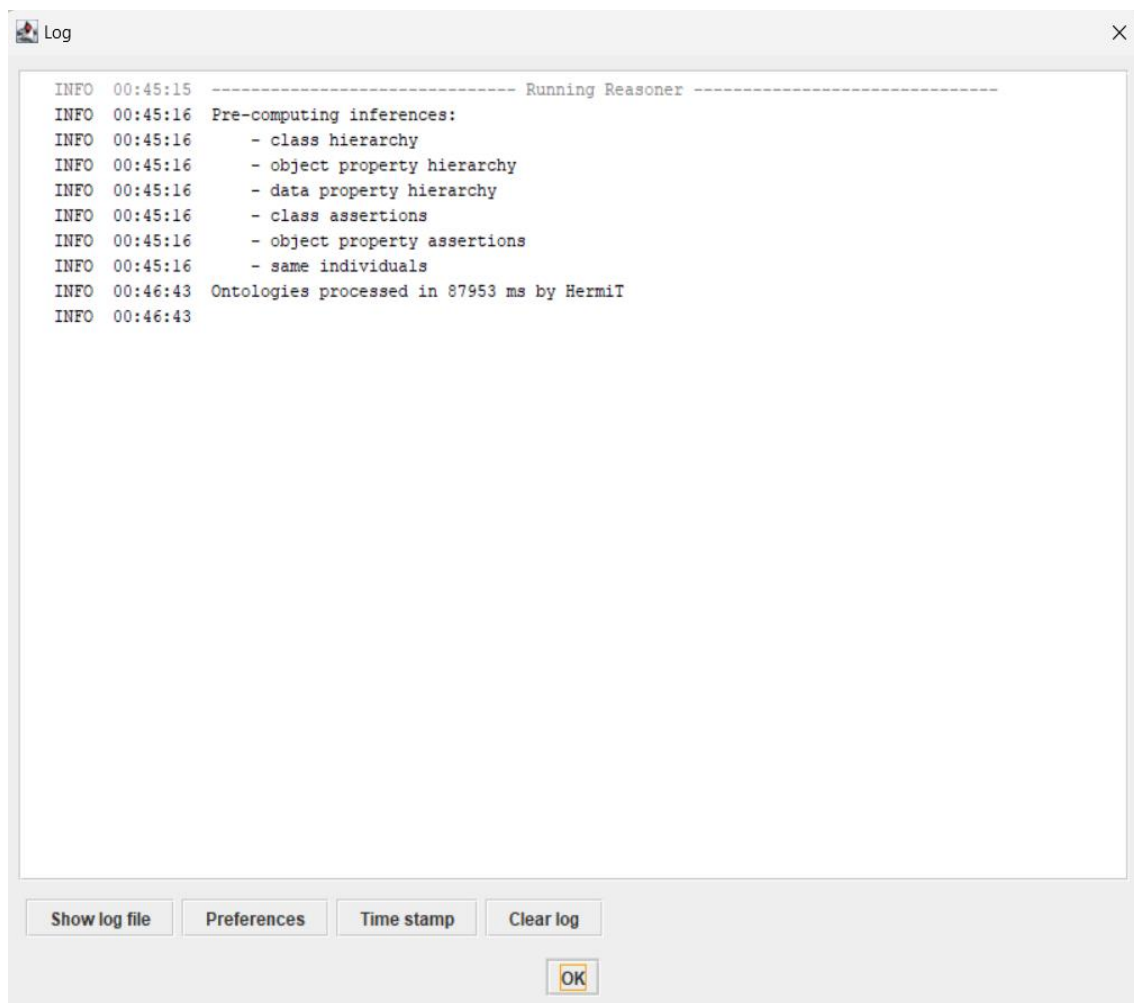 Log
INFO 00:45:15 ------------------------------- Running Reasoner -------------------------------
INFO 00:45:16 Pre-computing inferences:
INFO 00:45:16     - class hierarchy
INFO 00:45:16     - object property hierarchy
INFO 00:45:16     - data property hierarchy
INFO 00:45:16     - class assertions
INFO 00:45:16     - object property assertions
INFO 00:45:16     - same individuals
INFO 00:46:43 Ontologies processed in 87953 ms by HermiT
INFO 00:46:43
Show log file Preferences Time stamp Clear log
OK